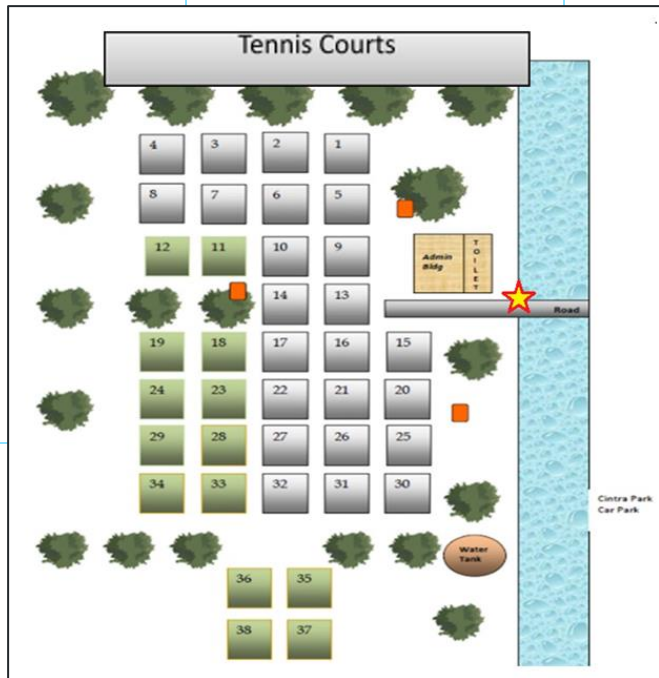 Tennis Courts
4 3 2 1
8 7 6 5
12 11 10 9
Admin
Bldg
TOILET
14 13
Road
19 18 17 16 15
24 23 22 21 20
29 28 27 26 25
34 33 32 31 30
Cintra Park
Car Park
Water
Tank
36 35
38 37